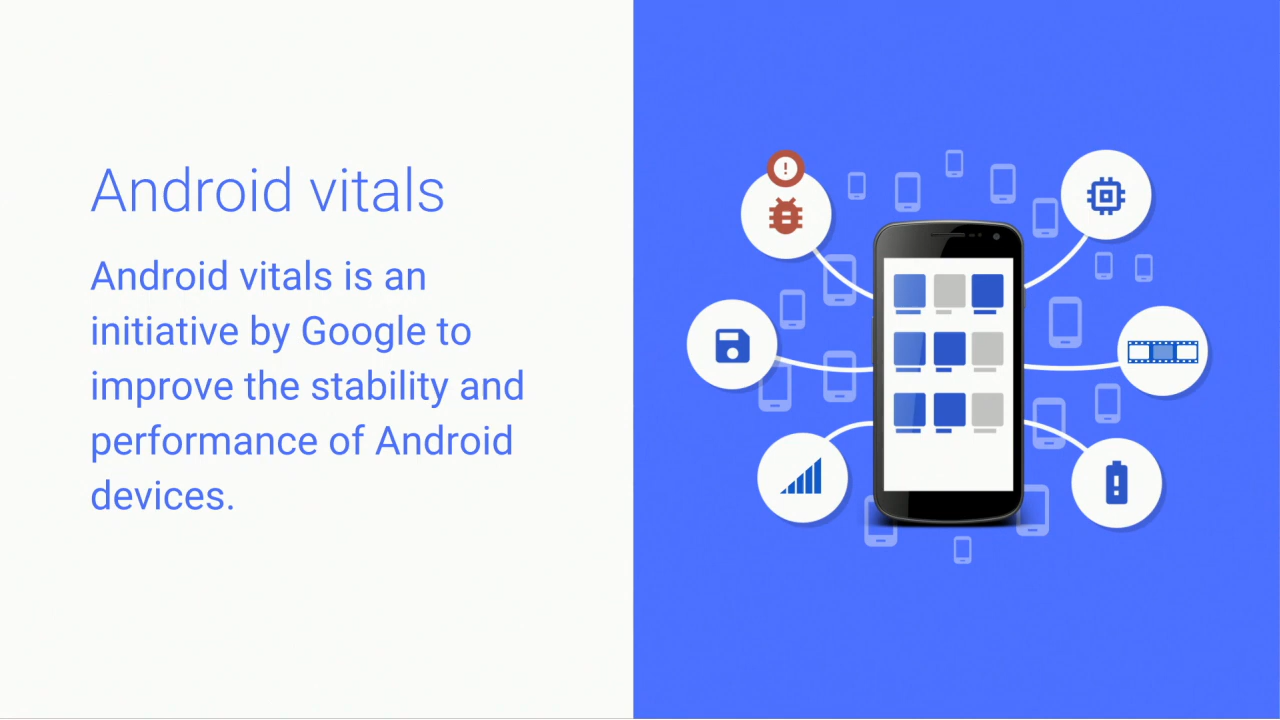 Android vitals
Android vitals is an
initiative by Google to
improve the stability and
performance of Android
devices.